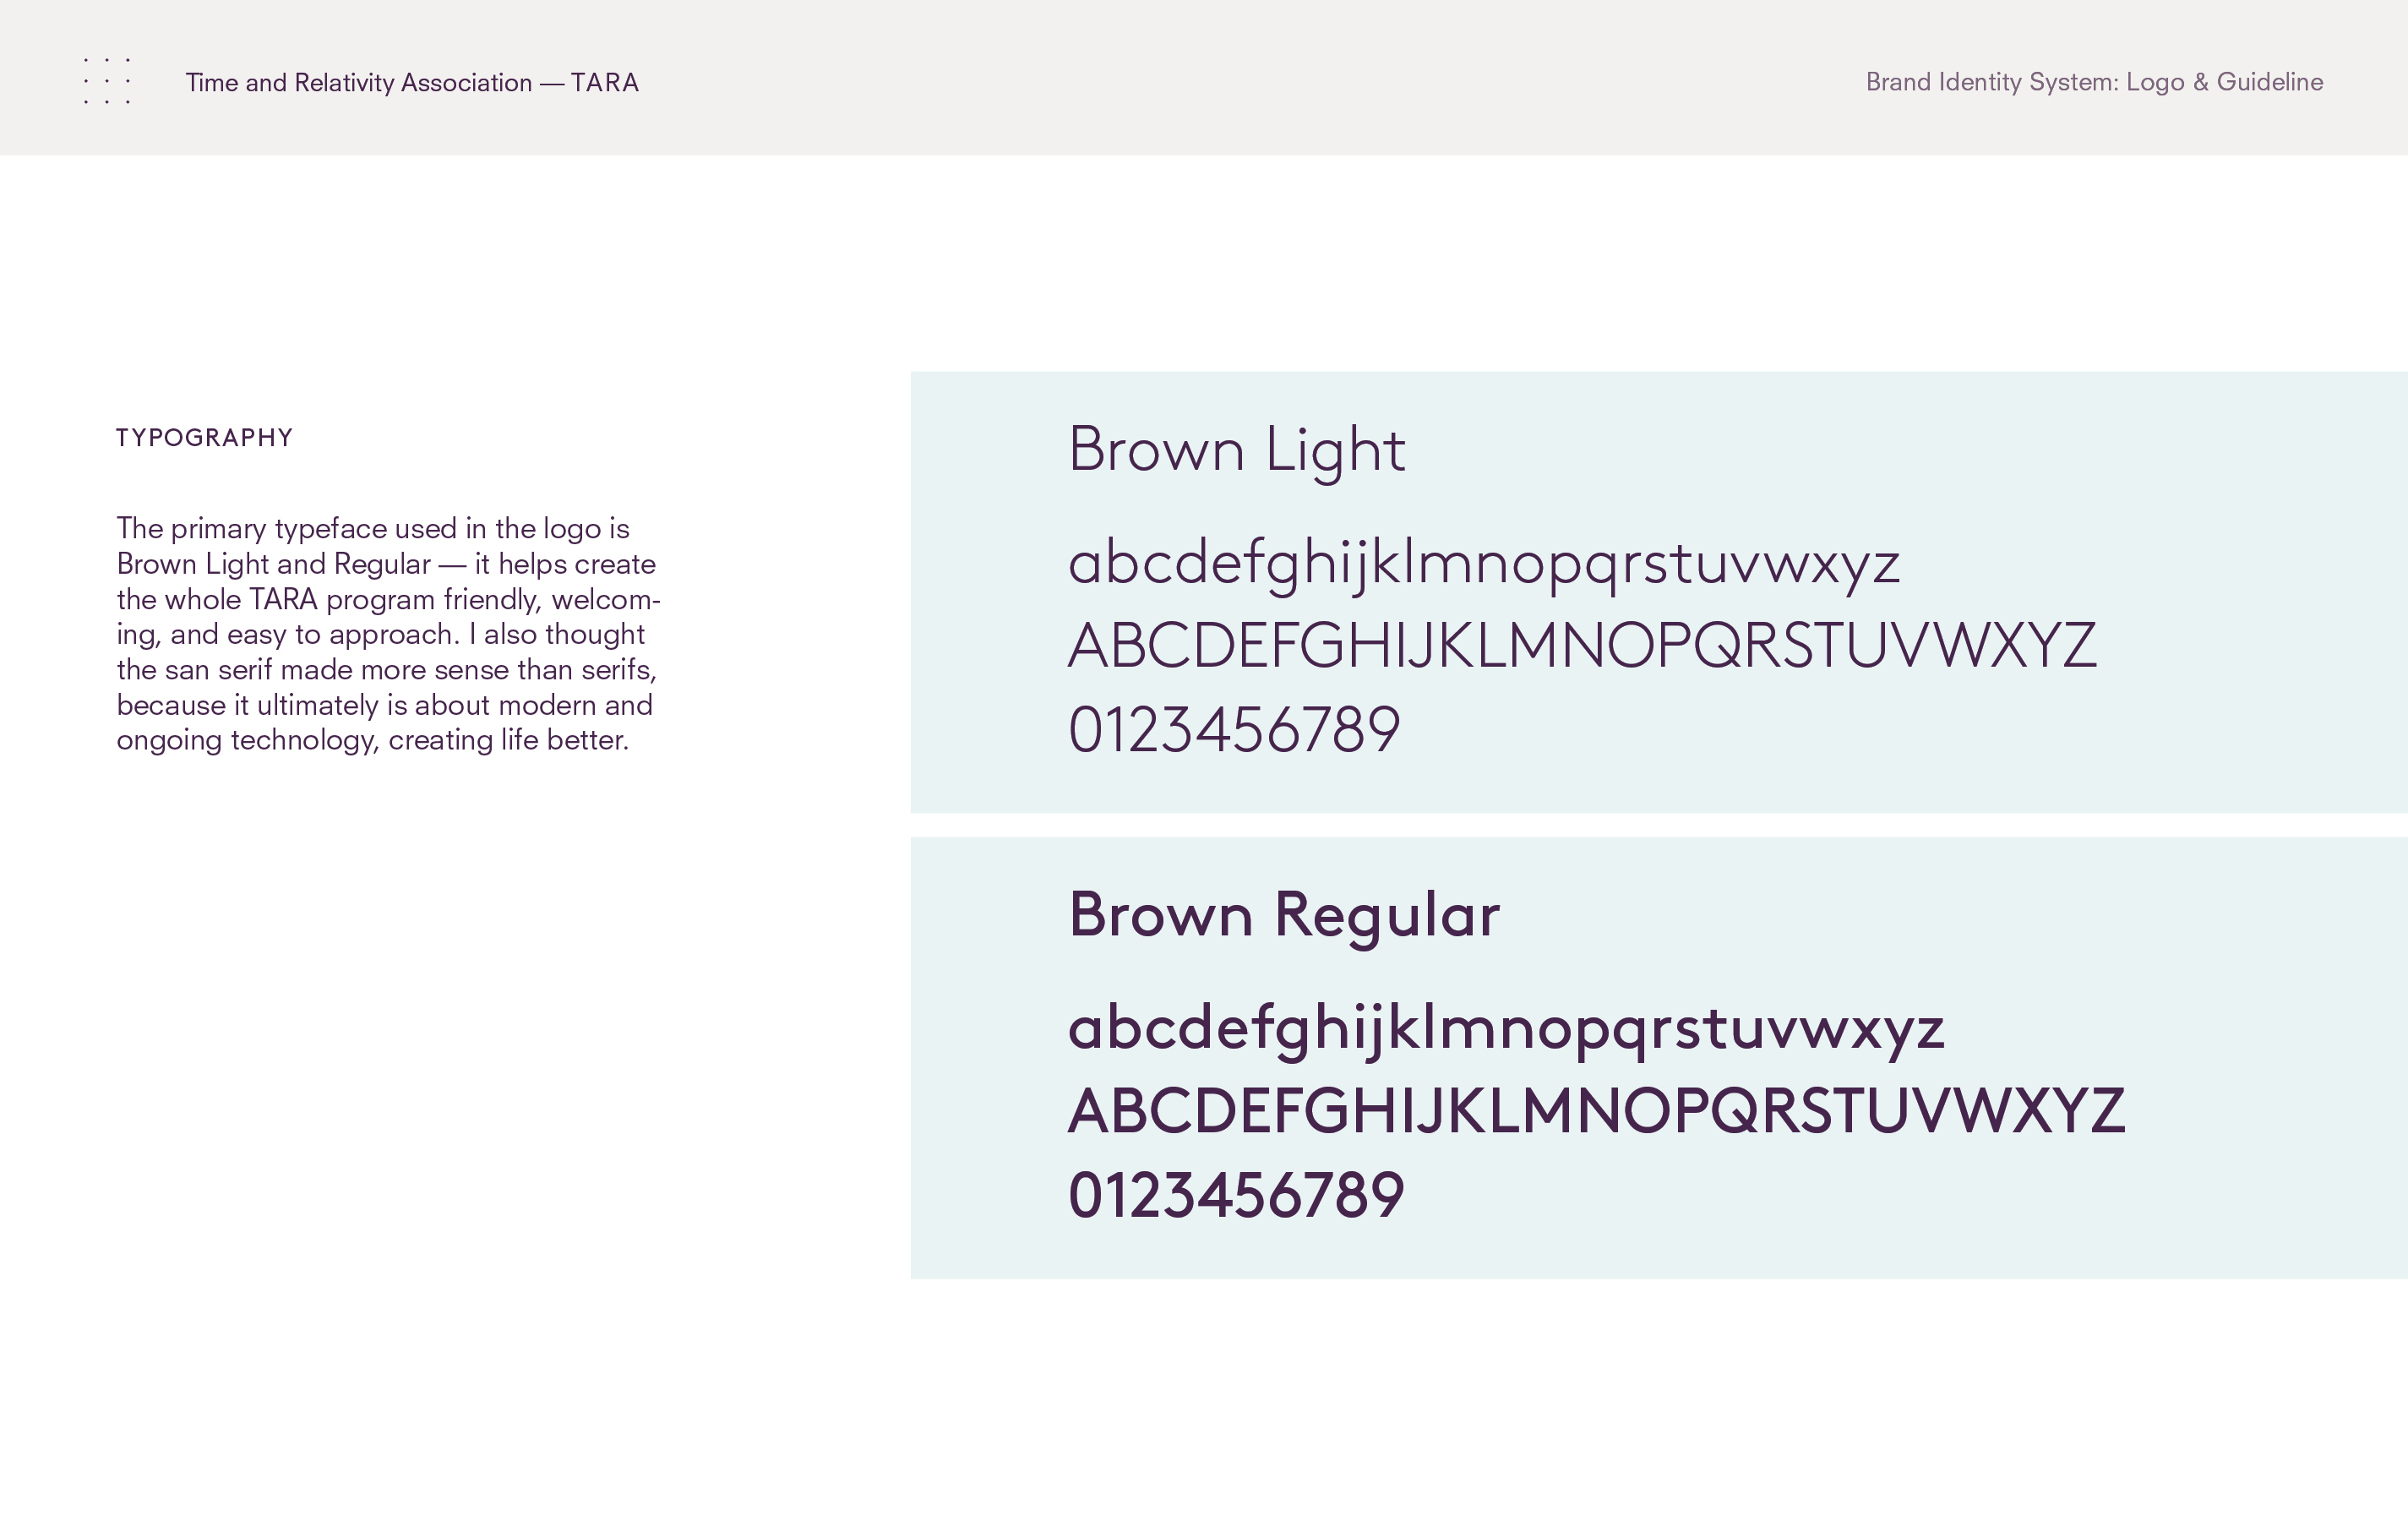 Time and Relativity Association — TARA
Brand Identity System: Logo & Guideline
TYPOGRAPHY
The primary typeface used in the logo is
Brown Light and Regular — it helps create
the whole TARA program friendly, welcom-
ing, and easy to approach. I also thought
the san serif made more sense than serifs,
because it ultimately is about modern and
ongoing technology, creating life better.
Brown Light
abcdefghijklmnopqrstuvwxyz
ABCDEFGHIJKLMNOPQRSTUVWXYZ
0123456789
Brown Regular
abcdefghijklmnopqrstuvwxyz
ABCDEFGHIJKLMNOPQRSTUVWXYZ
0123456789